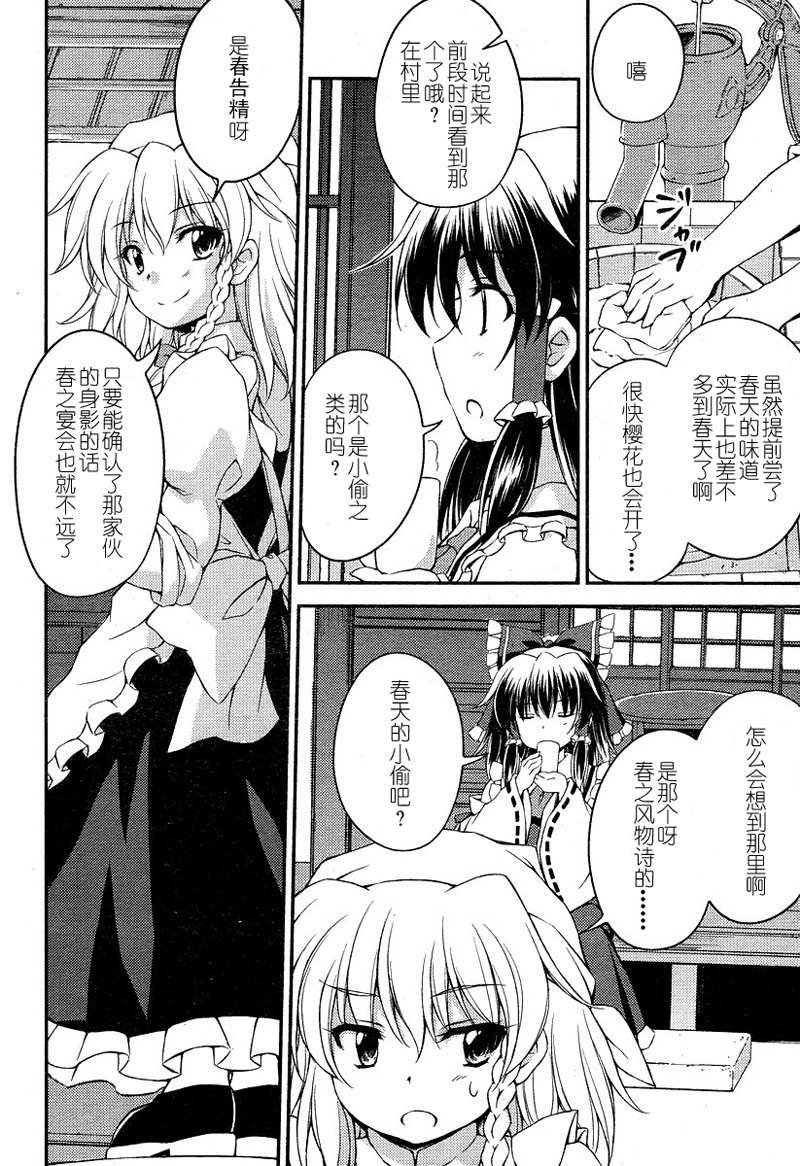 嘻
虽然提前尝了
春天的味道
实际上也差不
多到春天了啊
很快樱花也会开了…
ジャブ
说起来
前段时间看到那
个了哦？
在村里
那个是小偷之
类的吗？
怎么会想到那里啊
是那个呀
春之风物诗的……
春天的小偷吧？
是春告精呀
只要能确认了那家伙
的身影的话
春之宴会也就不远了